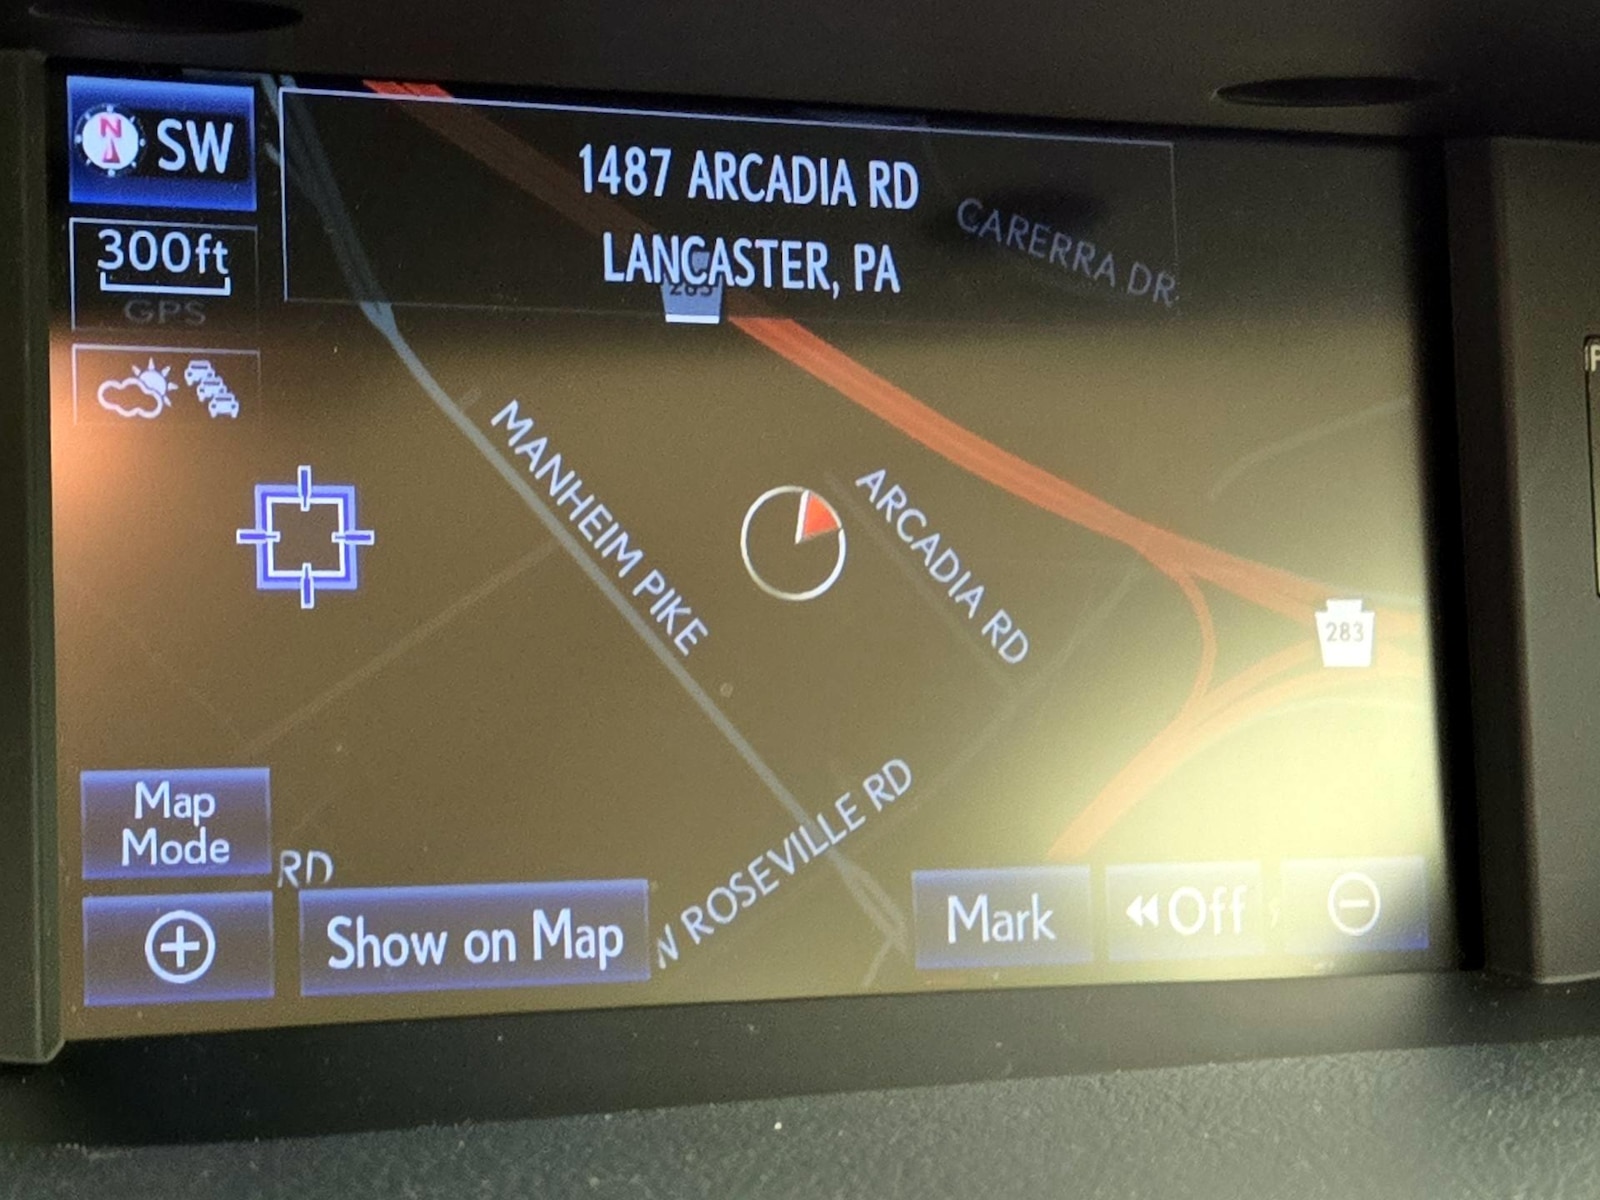 N SW
1487 ARCADIA RD
LANCASTER, PA
CARERRA DR
300ft
GPS
283
MANHEIM PIKE
ARCADIA RD
283
Map
Mode
RD
N ROSEVILLE RD
Show on Map
Mark
Off